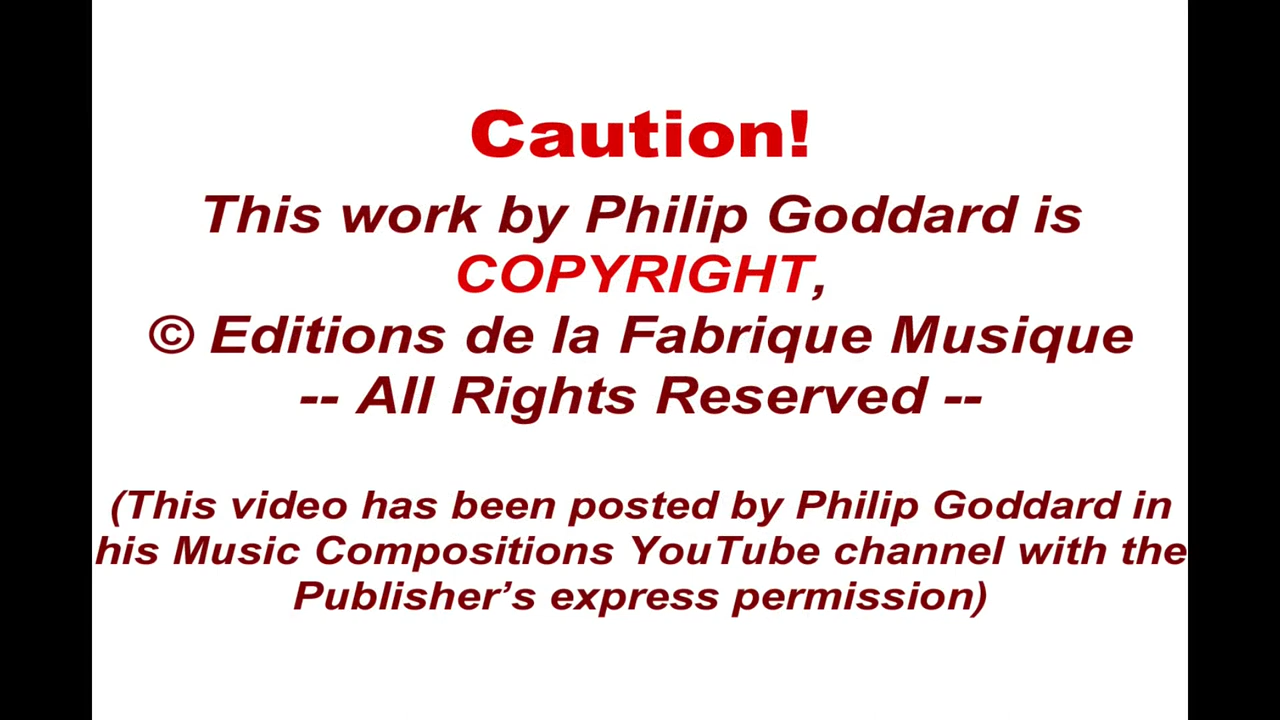 Caution!
This work by Philip Goddard is
COPYRIGHT,
© Editions de la Fabrique Musique
-- All Rights Reserved --
(This video has been posted by Philip Goddard in
his Music Compositions YouTube channel with the
Publisher’s express permission)